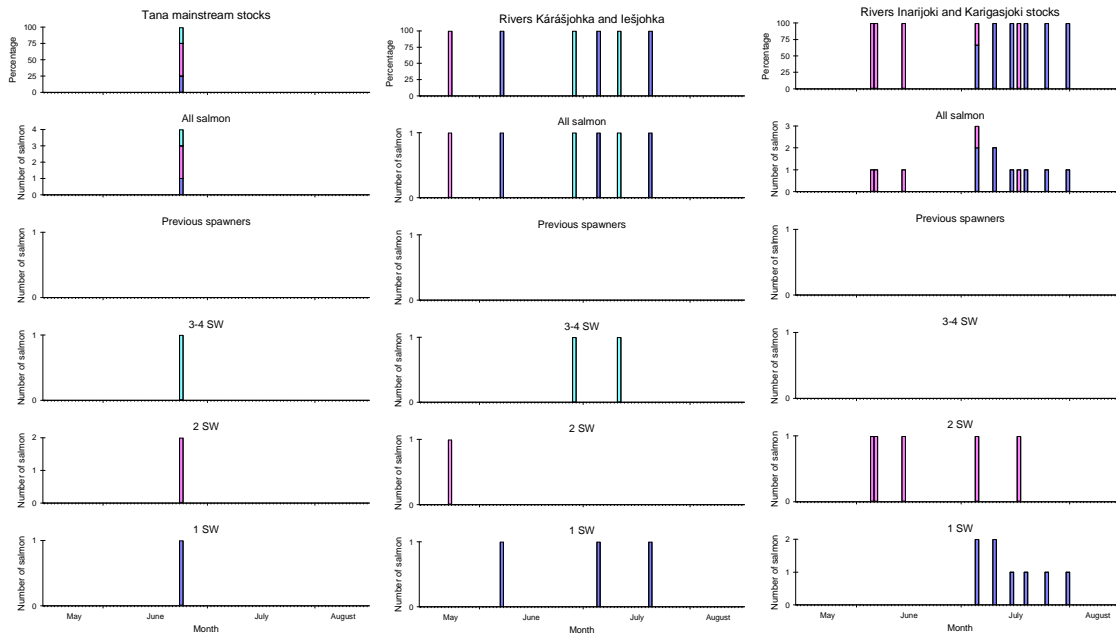 Tana mainstream stocks
100
75
50
25
0
Percentage
All salmon
4
3
2
1
0
Number of salmon
Previous spawners
1
0
Number of salmon
3-4 SW
1
0
Number of salmon
2 SW
2
1
0
Number of salmon
1 SW
1
0
Number of salmon
May June July August
Month
Rivers Kárášjohka and Iešjohka
100
75
50
25
0
Percentage
All salmon
1
0
Number of salmon
Previous spawners
1
0
Number of salmon
3-4 SW
1
0
Number of salmon
2 SW
1
0
Number of salmon
1 SW
1
0
Number of salmon
May June July August
Month
Rivers Inarijoki and Karigasjoki stocks
100
75
50
25
0
Percentage
All salmon
3
2
1
0
Number of salmon
Previous spawners
1
0
Number of salmon
3-4 SW
1
0
Number of salmon
2 SW
1
0
Number of salmon
1 SW
2
1
0
Number of salmon
May June July August
Month